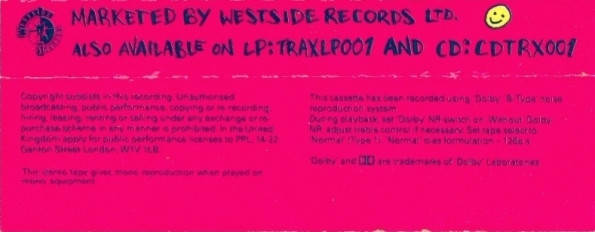 MARKETED BY WESTSIDE RECORDS LTD.
ALSO AVAILABLE ON LP: TRAXLP001 AND CD: CDTRX001
Copyright subsists in this recording. Unauthorised
broadcasting, public performance, copying or re-recording,
hiring, leasing, renting or selling under any exchange or re-
purchase scheme in any manner is prohibited. In the United
Kingdom apply for public performance licenses to PRL, 14-22
Ganton Street London, W1V 1LB
This stereo tape gives mono reproduction when played on
mono equipment
This cassette has been recorded using 'Dolby' B Type noise
reproduction system.
During playback, set 'Dolby' NR switch on. Without 'Dolby'
NR, adjust treble control if necessary. Set tape select to
'Normal' (Type 1). 'Normal' bias formulation -
'Dolby' and are trademarks of 'Dolby' Laboratories